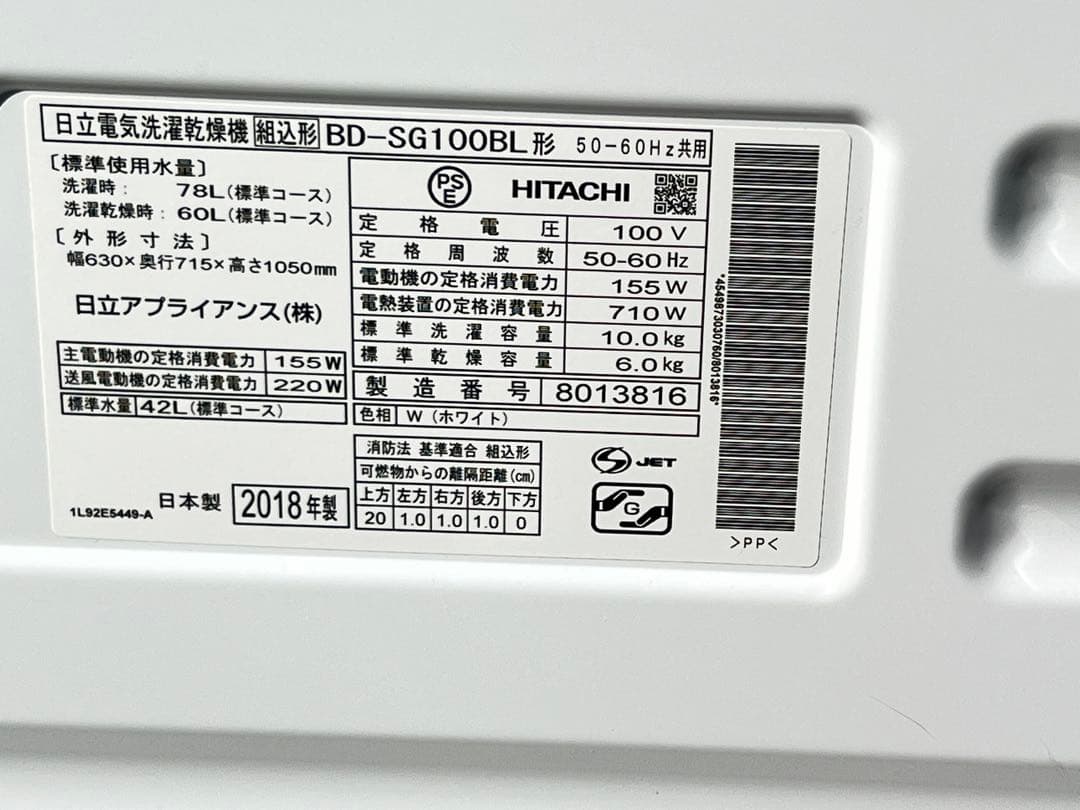 日立電気洗濯乾燥機 組込形 BD-SG100BL形 50-60Hz共用
〔標準使用水量〕
洗濯時： 78L(標準コース)
洗濯乾燥時：60L(標準コース)
〔外形寸法〕
幅630×奥行715×高さ1050mm
日立アプライアンス(株)
主電動機の定格消費電力 155W
送風電動機の定格消費電力 220W
標準水量 42L(標準コース)
1L92E5449-A 日本製 2018年製
PS
E
HITACHI
定格電圧 100V
定格周波数 50-60Hz
電動機の定格消費電力 155W
電熱装置の定格消費電力 710W
標準洗濯容量 10.0kg
標準乾燥容量 6.0kg
製造番号 8013816
色相 W（ホワイト）
消防法 基準適合 組込形
可燃物からの離隔距離(cm)
上方 左方 右方 後方 下方
20 1.0 1.0 1.0 0
S JET
G
*4549873030760/8013816*
>PP<